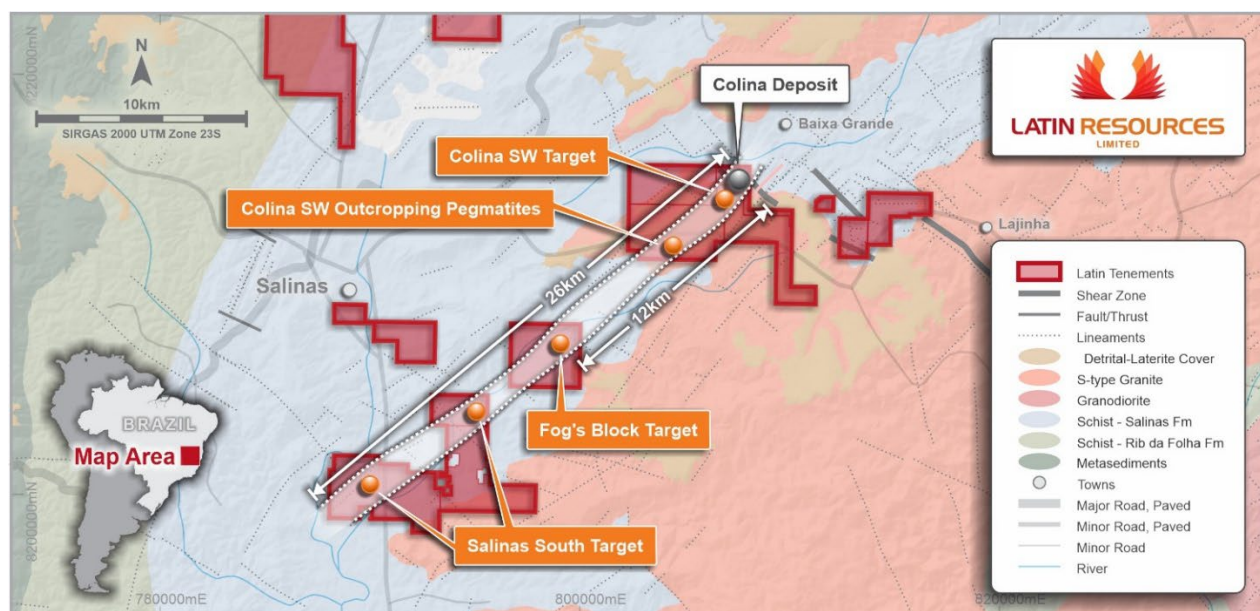 N
10km
SIRGAS 2000 UTM Zone 23S
8220000mN
Colina Deposit
Baixa Grande
LATIN RESOURCES
LIMITED
Colina SW Target
Colina SW Outcropping Pegmatites
Lajinha
Salinas
26km
12km
Fog's Block Target
Salinas South Target
BRAZIL
Map Area
8200000mN
780000mE
800000mE
820000mE
Latin Tenements
Shear Zone
Fault/Thrust
Lineaments
Detrital-Laterite Cover
S-type Granite
Granodiorite
Schist - Salinas Fm
Schist - Rib da Folha Fm
Metasediments
Towns
Major Road, Paved
Minor Road, Paved
Minor Road
River